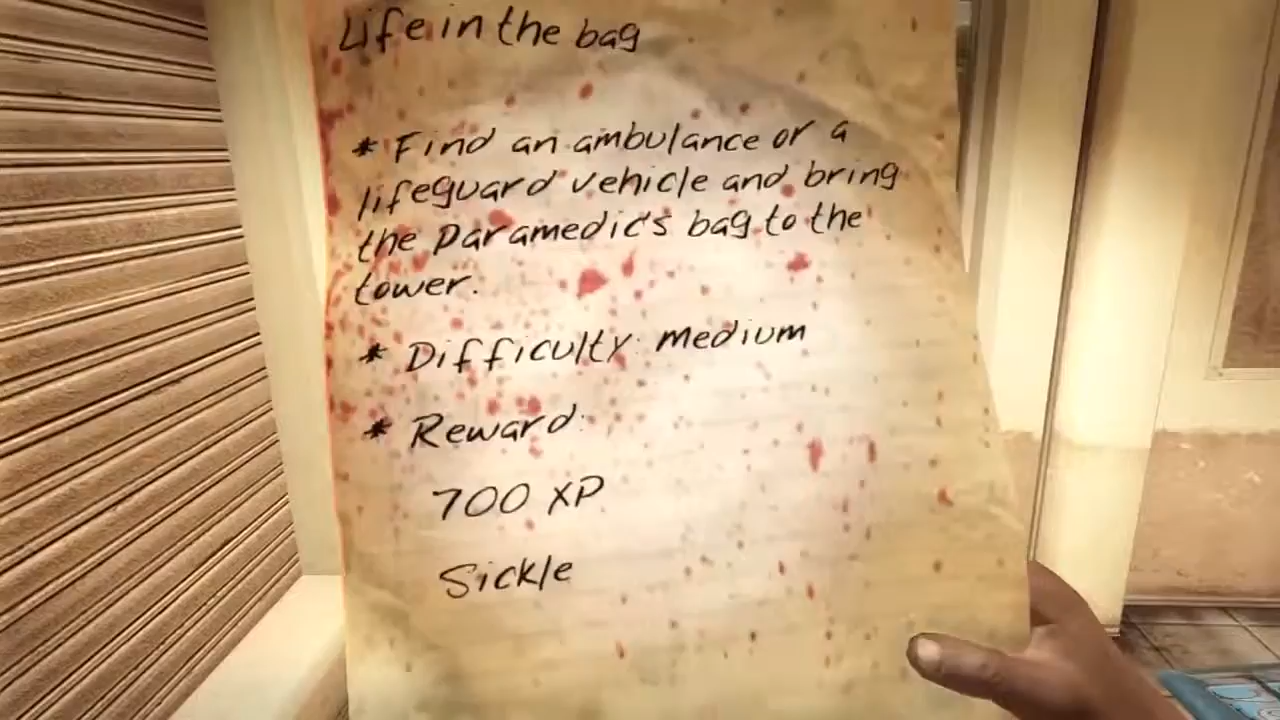 Life in the bag
* Find an ambulance or a
lifeguard vehicle and bring
the paramedic's bag to the
tower.
* Difficulty: medium
* Reward:
700 XP
Sickle